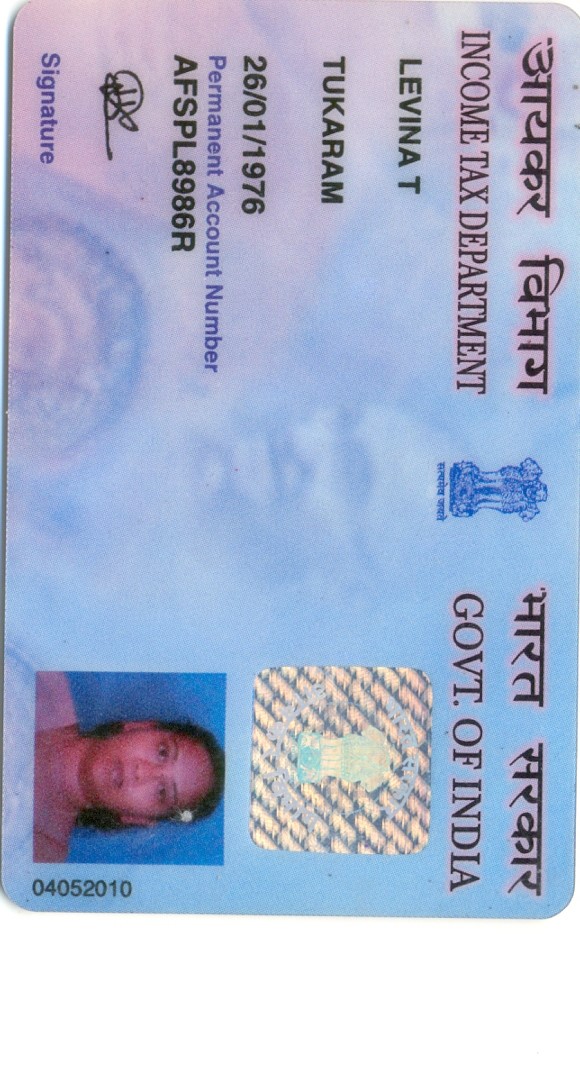 आयकर विभाग
INCOME TAX DEPARTMENT
सत्यमेव जयते
भारत सरकार
GOVT. OF INDIA
LEVINA T
TUKARAM
26/01/1976
Permanent Account Number
AFSPL8986R
Signature
04052010